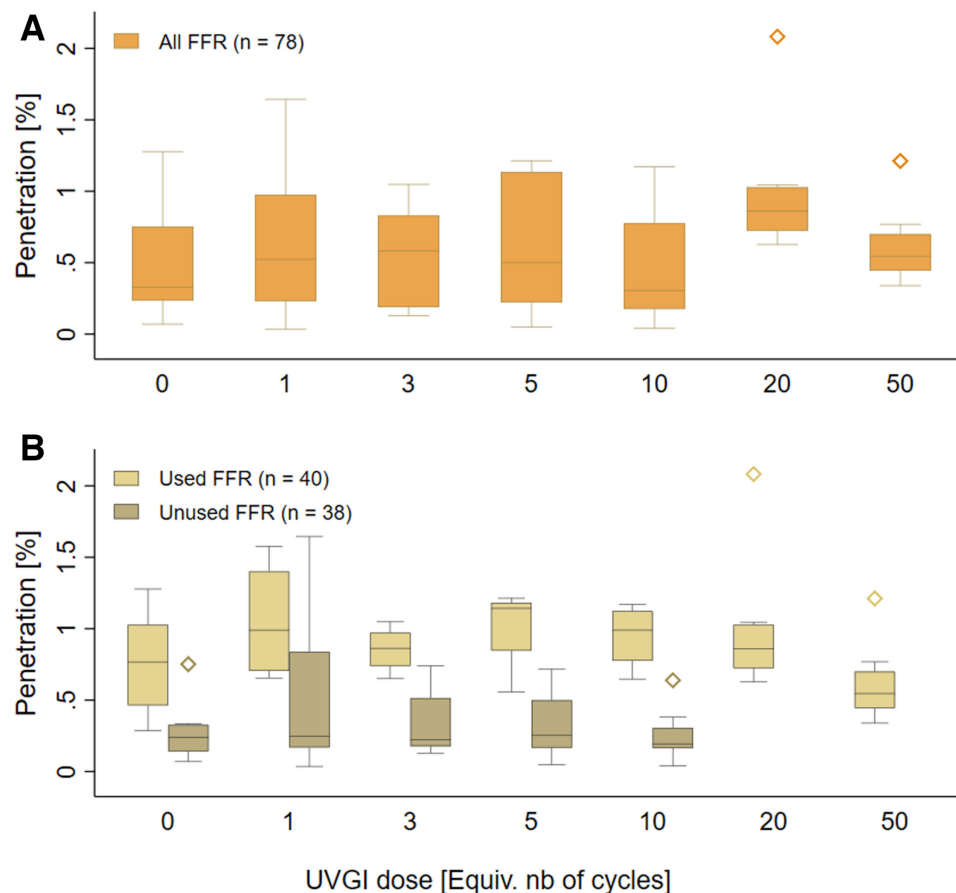 A
All FFR (n = 78)
Penetration [%]
2
1.5
1
.5
0
0 1 3 5 10 20 50
B
Used FFR (n = 40)
Unused FFR (n = 38)
Penetration [%]
2
1.5
1
.5
0
0 1 3 5 10 20 50
UVGI dose [Equiv. nb of cycles]